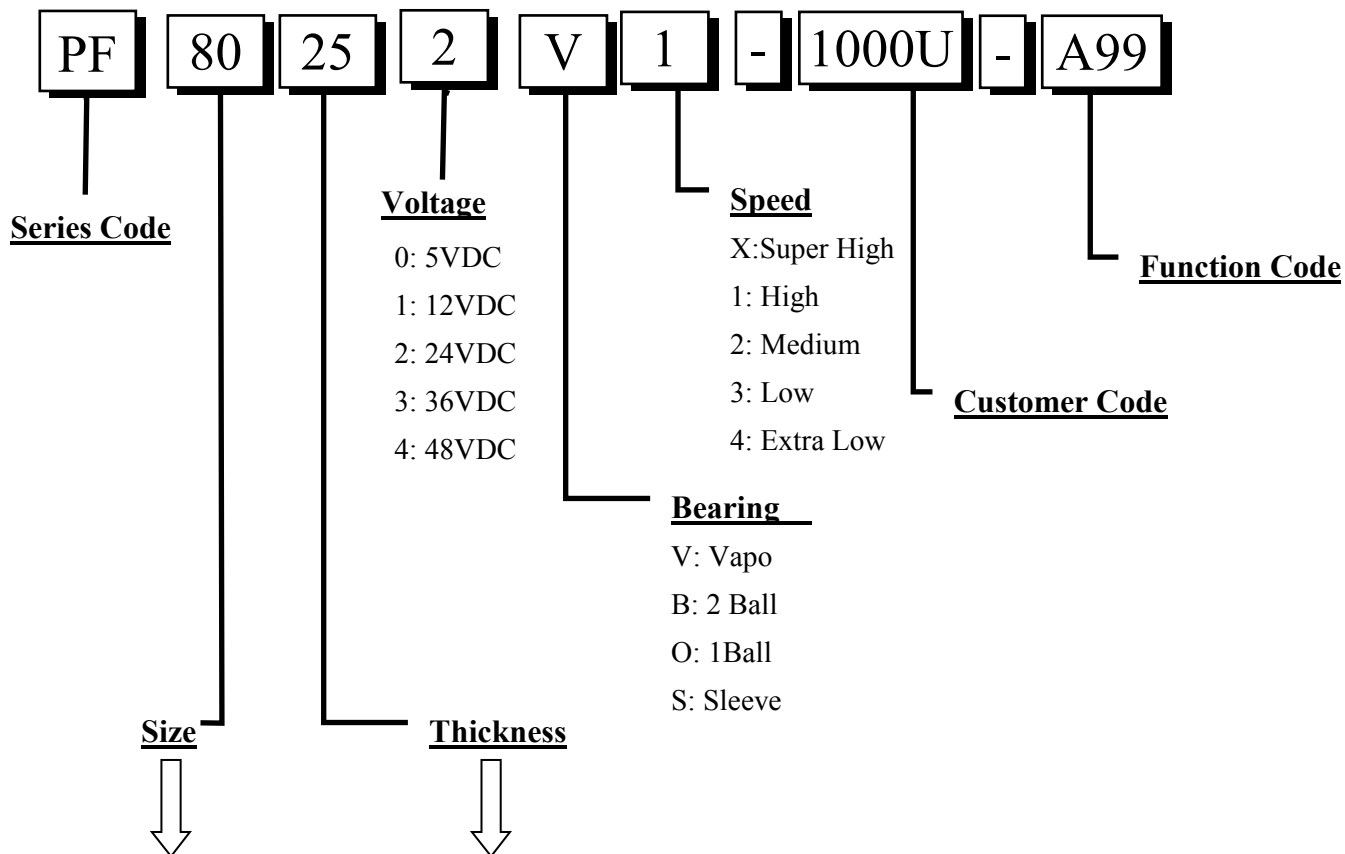 PF 80 25 2 V 1 - 1000U - A99
Series Code
Voltage
0: 5VDC
1: 12VDC
2: 24VDC
3: 36VDC
4: 48VDC
Speed
X:Super High
1: High
2: Medium
3: Low
4: Extra Low
Function Code
Customer Code
Bearing
V: Vapo
B: 2 Ball
O: 1Ball
S: Sleeve
Size
Thickness